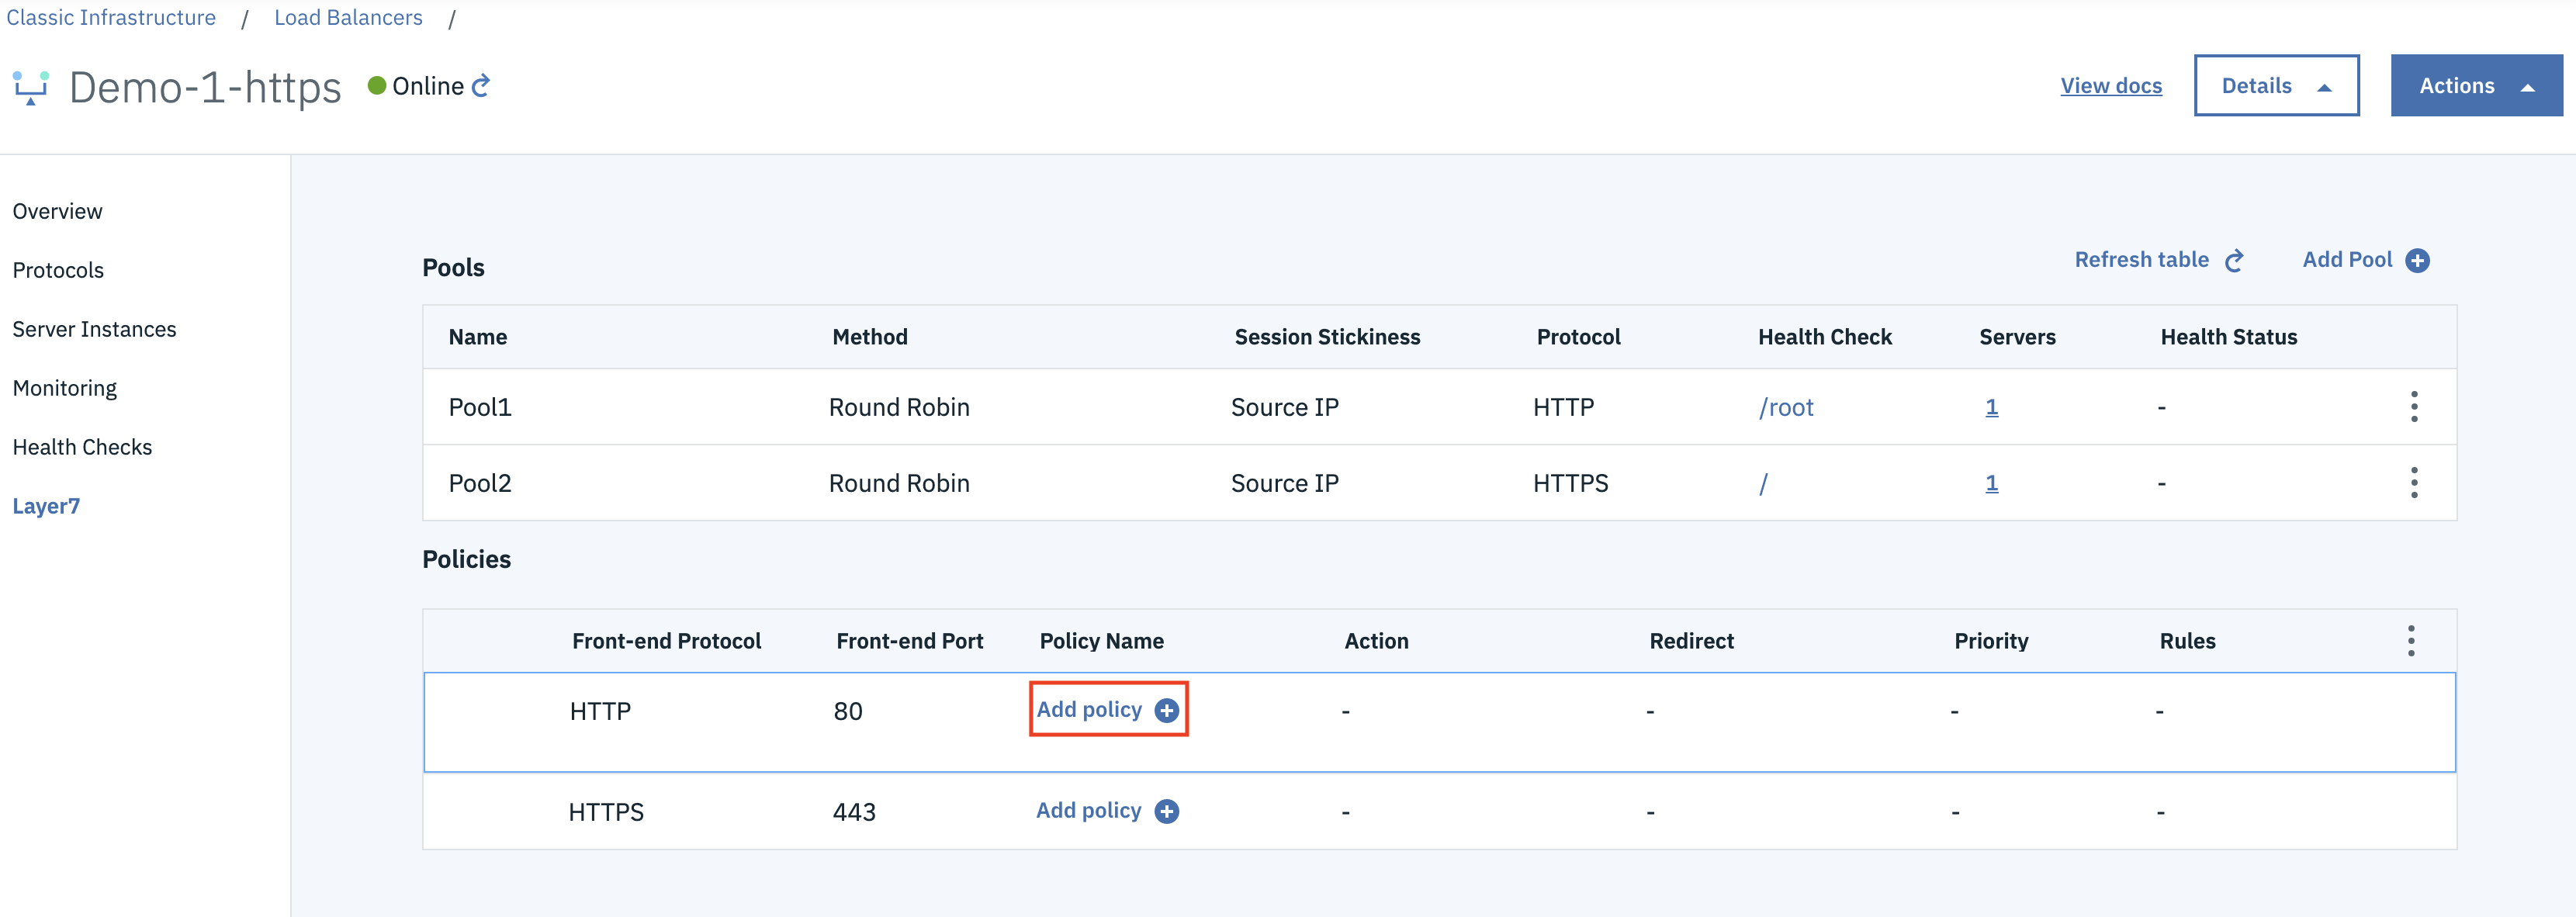 Classic Infrastructure / Load Balancers /
Demo-1-https Online View docs Details Actions
Overview
Protocols
Server Instances
Monitoring
Health Checks
Layer7
Pools Refresh table Add Pool
Name Method Session Stickiness Protocol Health Check Servers Health Status
Pool1 Round Robin Source IP HTTP /root 1 -
Pool2 Round Robin Source IP HTTPS / 1 -
Policies
Front-end Protocol Front-end Port Policy Name Action Redirect Priority Rules
HTTP 80 Add policy - - - -
HTTPS 443 Add policy - - - -